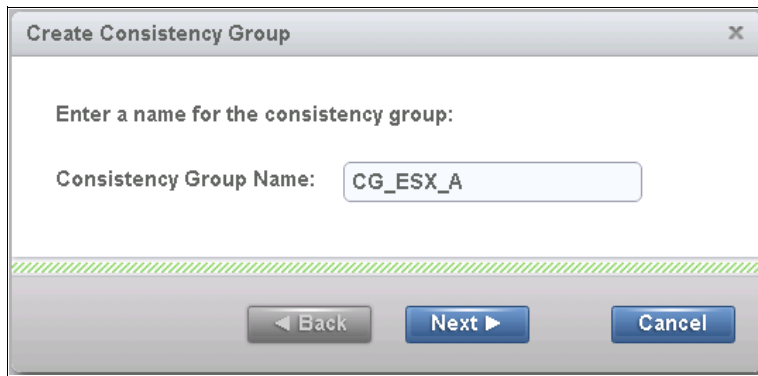 Create Consistency Group
Enter a name for the consistency group:
Consistency Group Name: CG_ESX_A
Back Next Cancel